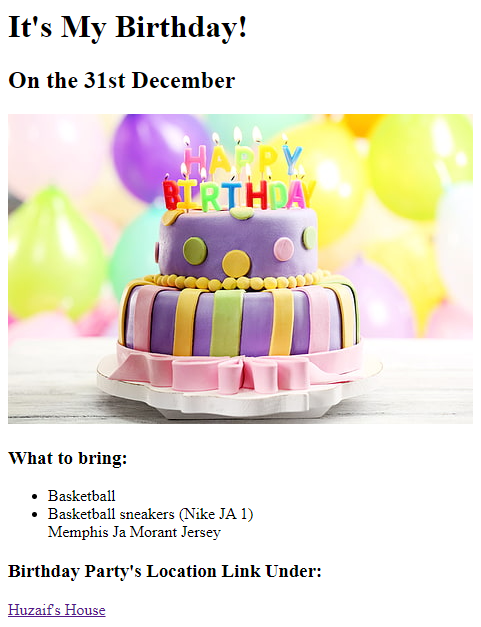 It's My Birthday!
On the 31st December
HAPPY
BIRTHDAY
What to bring:
Basketball
Basketball sneakers (Nike JA 1)
Memphis Ja Morant Jersey
Birthday Party's Location Link Under:
Huzaif's House